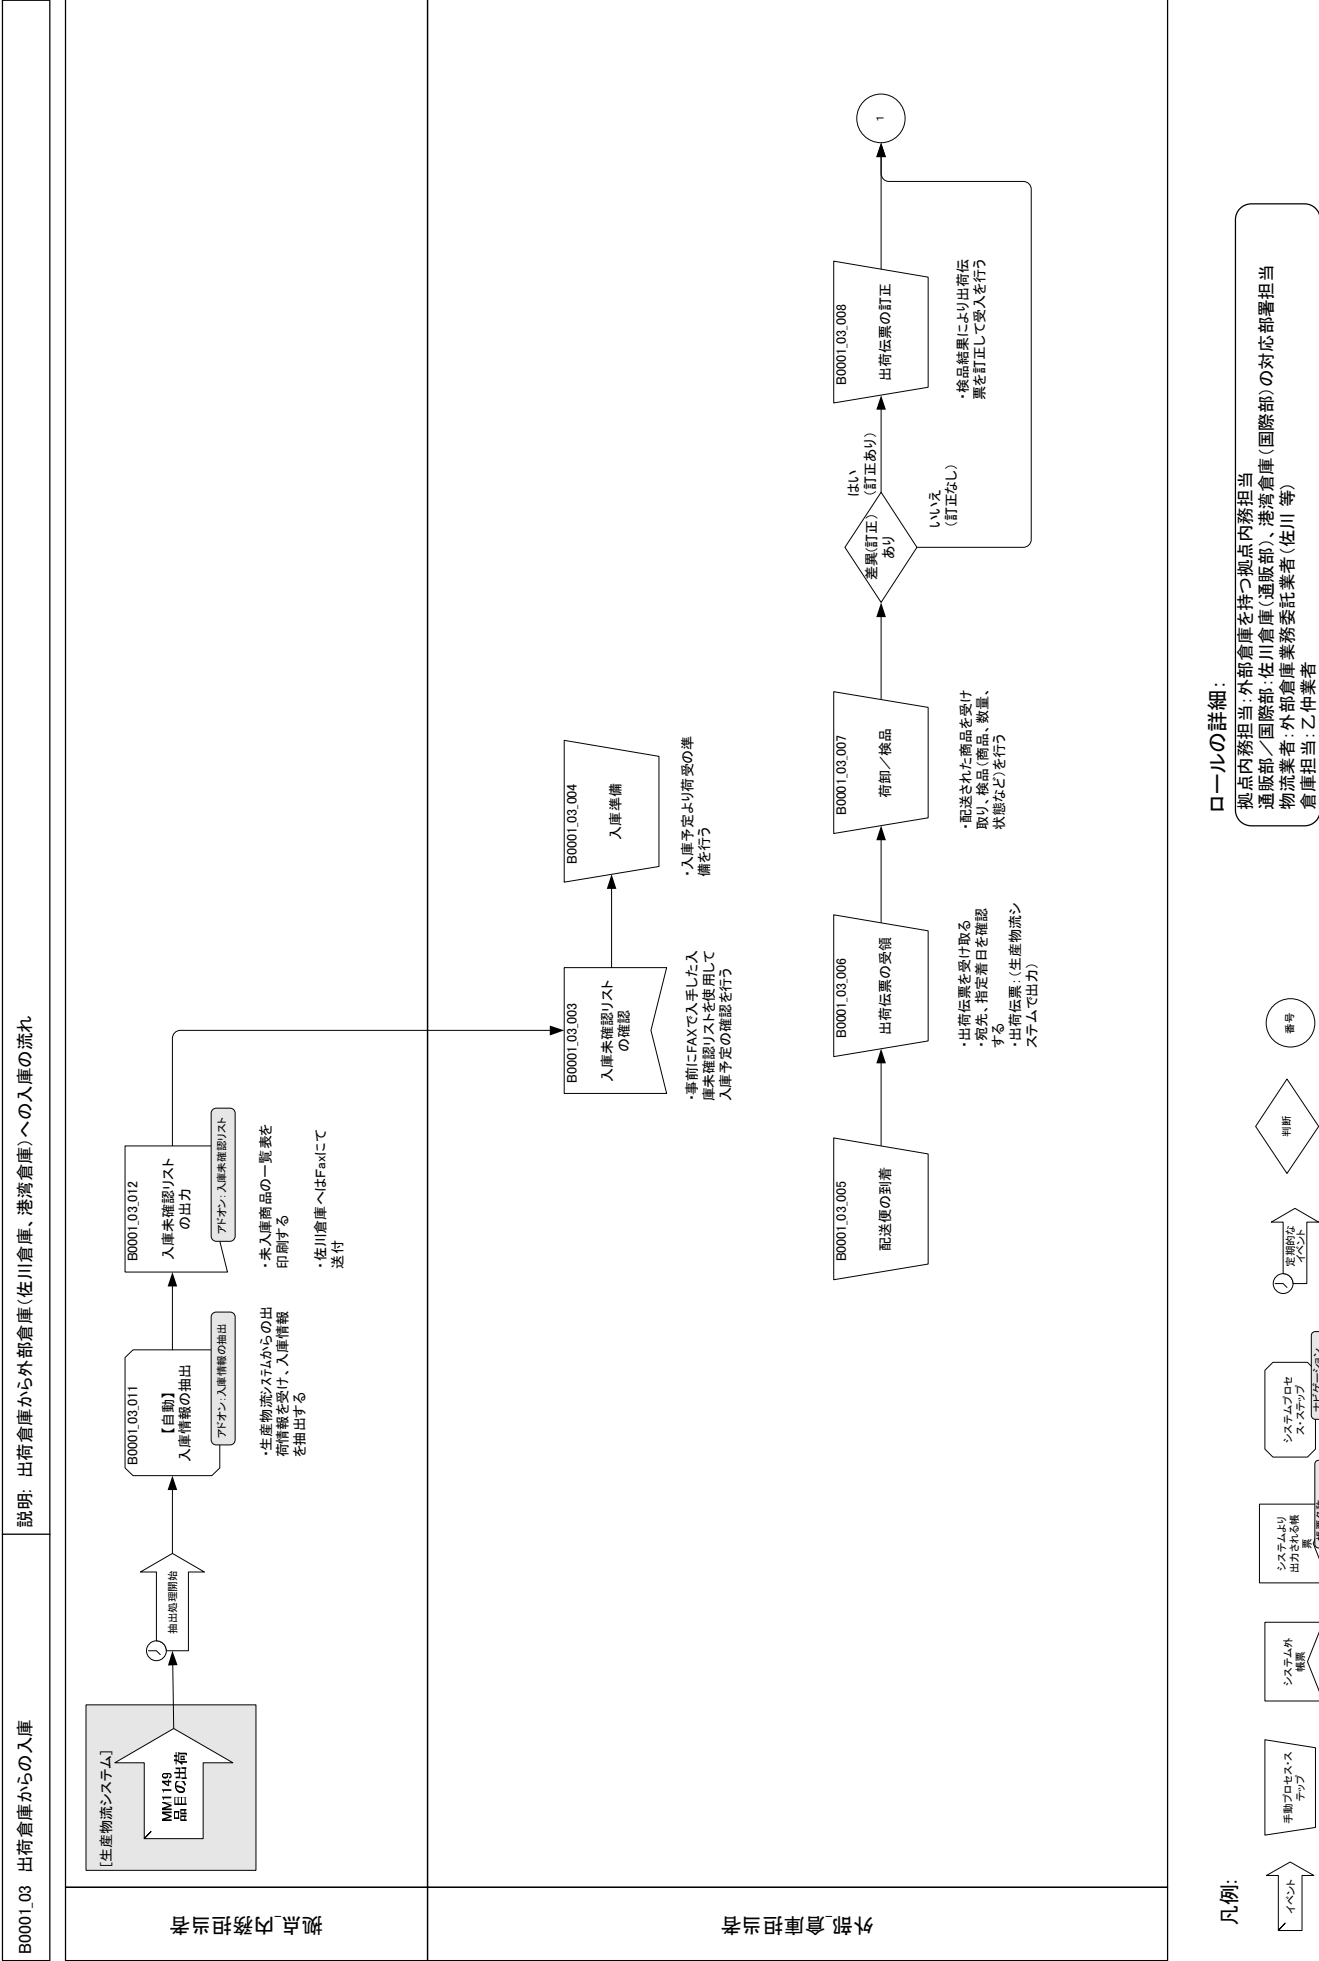 B0001_03 出荷倉庫からの入庫
説明: 出荷倉庫から外部倉庫(佐川倉庫、港湾倉庫)への入庫の流れ
拠点_内務担当者
[生産物流システム]
MM1149
品目の出荷
抽出処理開始
B0001_03_011
【自動】
入庫情報の抽出
アドオン:入庫情報の抽出
・生産物流システムからの出
荷情報を受け、入庫情報
を抽出する
B0001_03_012
入庫未確認リスト
の出力
アドオン:入庫未確認リスト
・未入庫商品の一覧表を
印刷する
・佐川倉庫へはFaxにて
送付
外部_倉庫担当者
B0001_03_003
入庫未確認リスト
の確認
・事前にFAXで入手した入
庫未確認リストを使用して
入庫予定の確認を行う
B0001_03_004
入庫準備
・入庫予定より荷受の準
備を行う
B0001_03_005
配送便の到着
B0001_03_006
出荷伝票の受領
・出荷伝票を受け取る
・宛先、指定着日を確認
する
・出荷伝票:(生産物流シ
ステムで出力)
B0001_03_007
荷卸/検品
・配送された商品を受け
取り、検品(商品、数量、
状態など)を行う
差異(訂正)
あり
はい
(訂正あり)
いいえ
(訂正なし)
B0001_03_008
出荷伝票の訂正
・検品結果により出荷伝
票を訂正して受入を行う
1
凡例:
イベント
手動プロセス・ス
テップ
システム外
帳票
システムより
出力される帳
票
システムプロセ
ス・ステップ
定期的な
イベント
判断
番号
ロールの詳細:
拠点内務担当:外部倉庫を持つ拠点内務担当
通販部/国際部:佐川倉庫(通販部)、港湾倉庫(国際部)の対応部署担当
物流業者:外部倉庫業務委託業者(佐川 等)
倉庫担当:乙仲業者